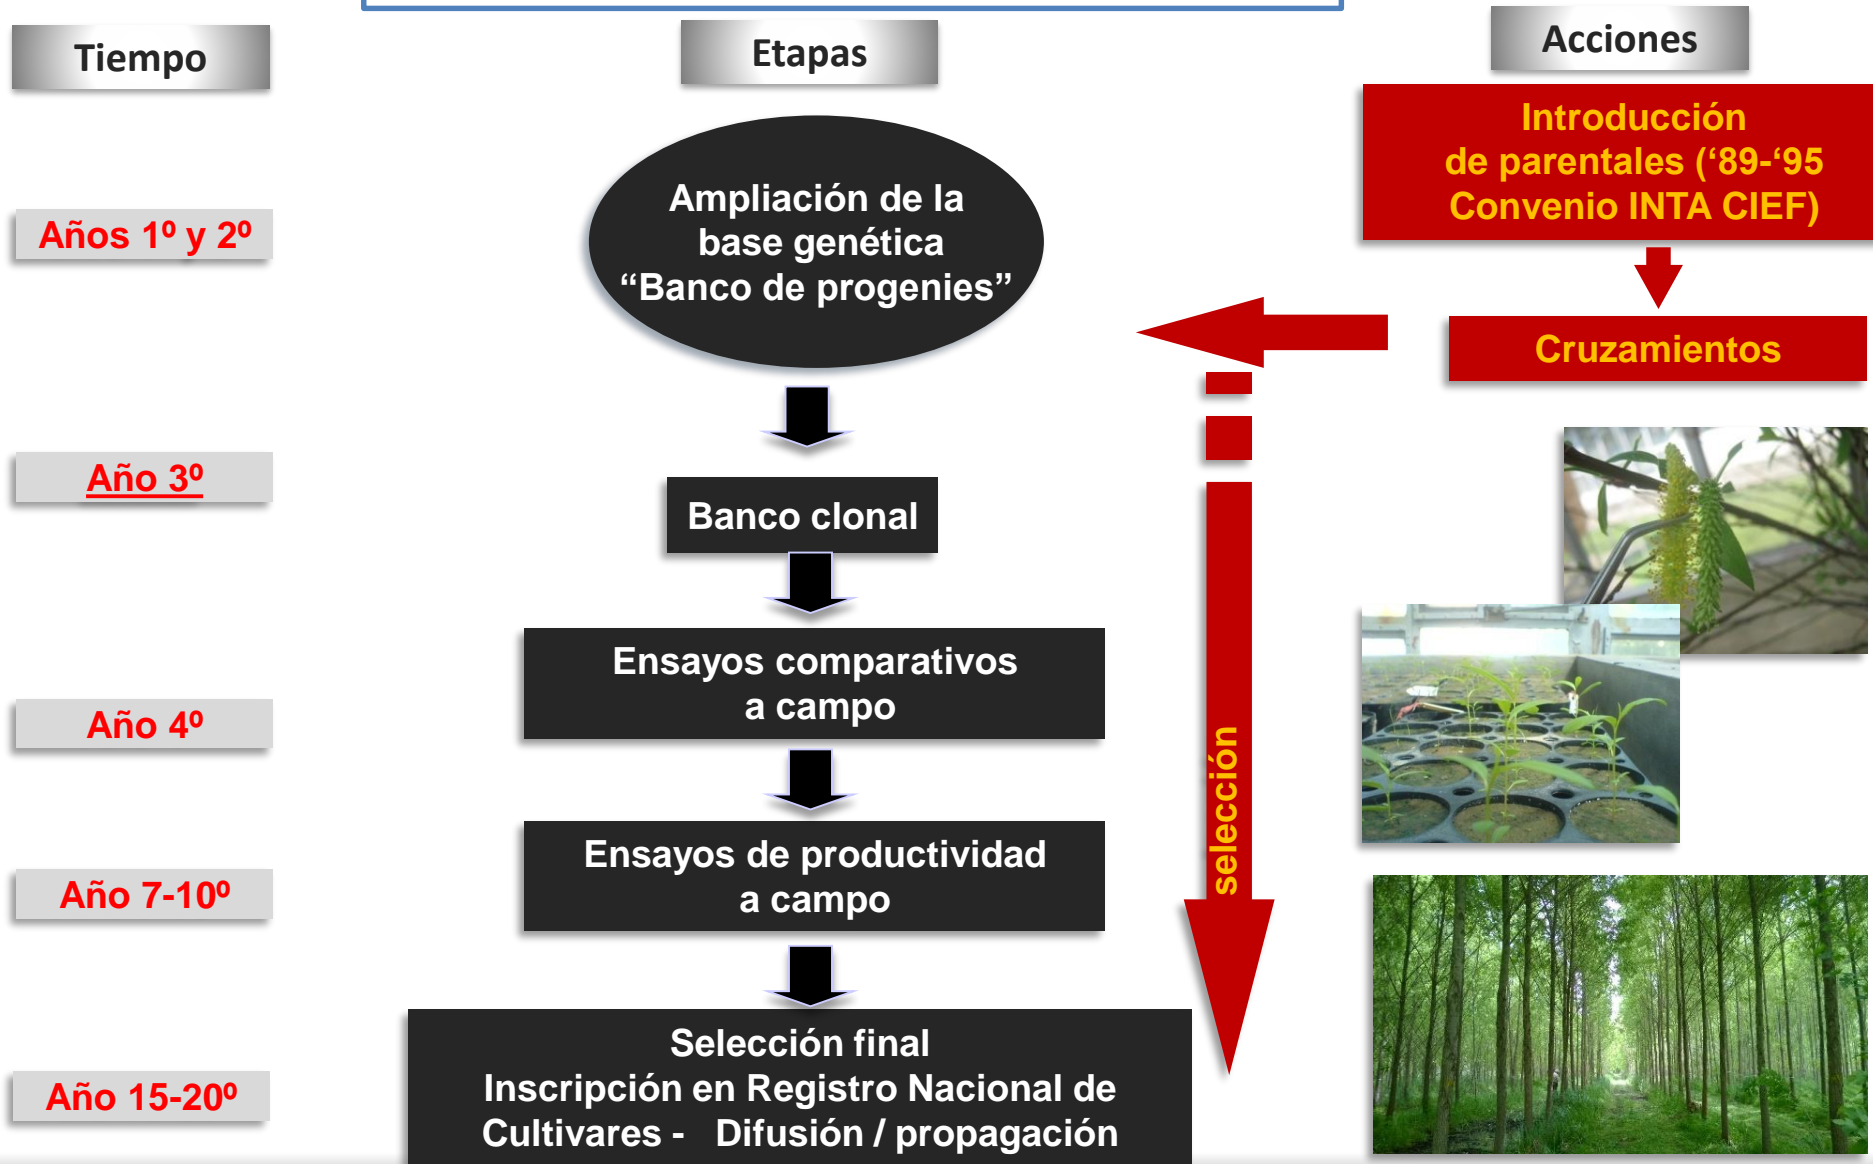 Tiempo
Etapas
Acciones
Introducción
de parentales (‘89-‘95
Convenio INTA CIEF)
Años 1º y 2º
Ampliación de la
base genética
“Banco de progenies”
Cruzamientos
Año 3º
Banco clonal
Ensayos comparativos
a campo
Año 4º
selección
Ensayos de productividad
a campo
Año 7-10º
Selección final
Inscripción en Registro Nacional de
Cultivares - Difusión / propagación
Año 15-20º